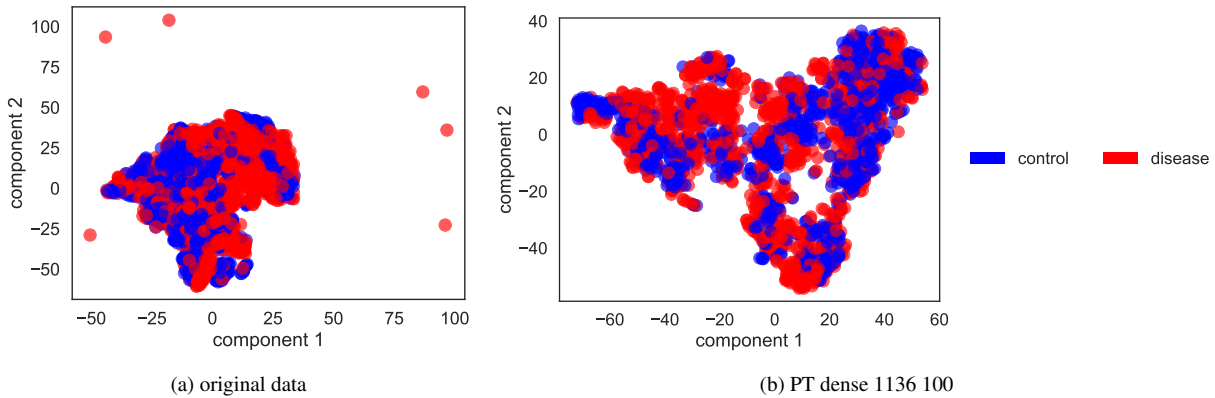 100
75
50
25
0
−25
−50
component 2
−50 −25 0 25 50 75 100
component 1
(a) original data
40
20
0
−20
−40
component 2
−60 −40 −20 0 20 40 60
component 1
(b) PT dense 1136 100
control disease